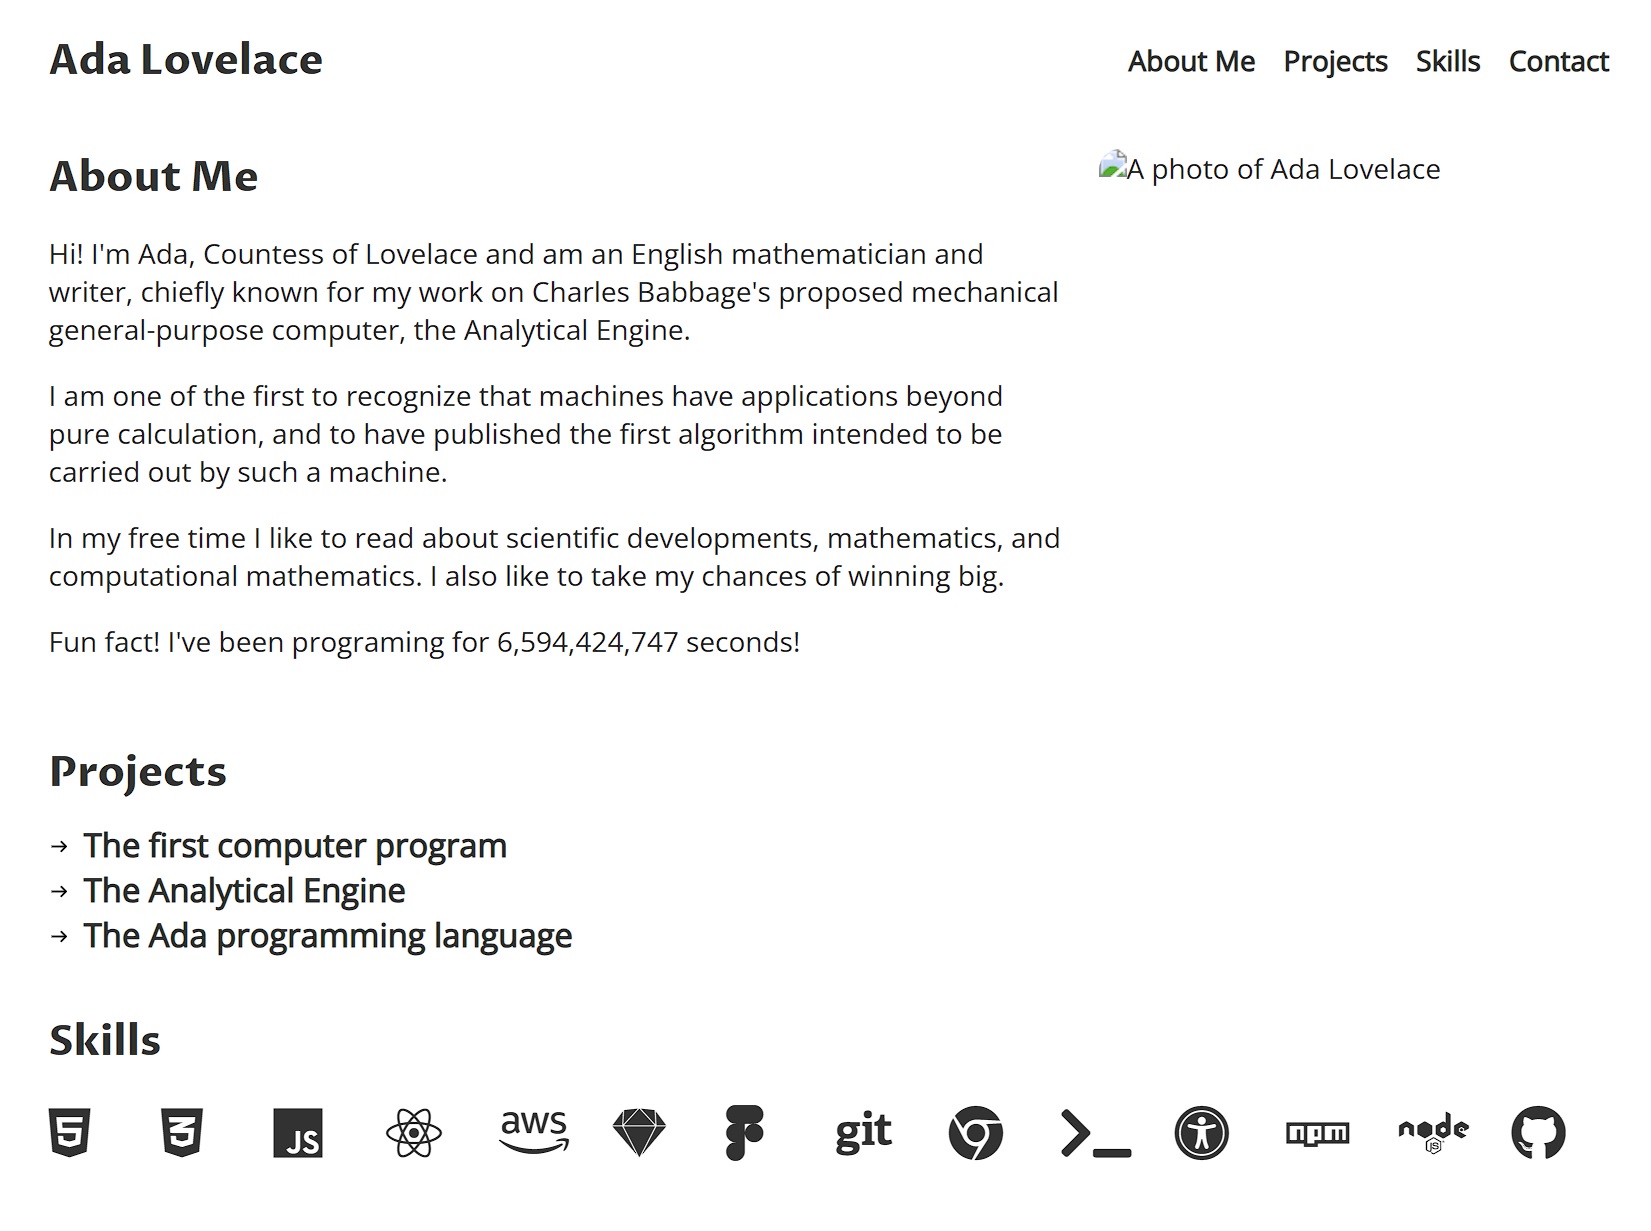 Ada Lovelace
About Me Projects Skills Contact
About Me
A photo of Ada Lovelace
Hi! I'm Ada, Countess of Lovelace and am an English mathematician and
writer, chiefly known for my work on Charles Babbage's proposed mechanical
general-purpose computer, the Analytical Engine.
I am one of the first to recognize that machines have applications beyond
pure calculation, and to have published the first algorithm intended to be
carried out by such a machine.
In my free time I like to read about scientific developments, mathematics, and
computational mathematics. I also like to take my chances of winning big.
Fun fact! I've been programing for 6,594,424,747 seconds!
Projects
→ The first computer program
→ The Analytical Engine
→ The Ada programming language
Skills
5 3 JS aws git >_ npm node JS